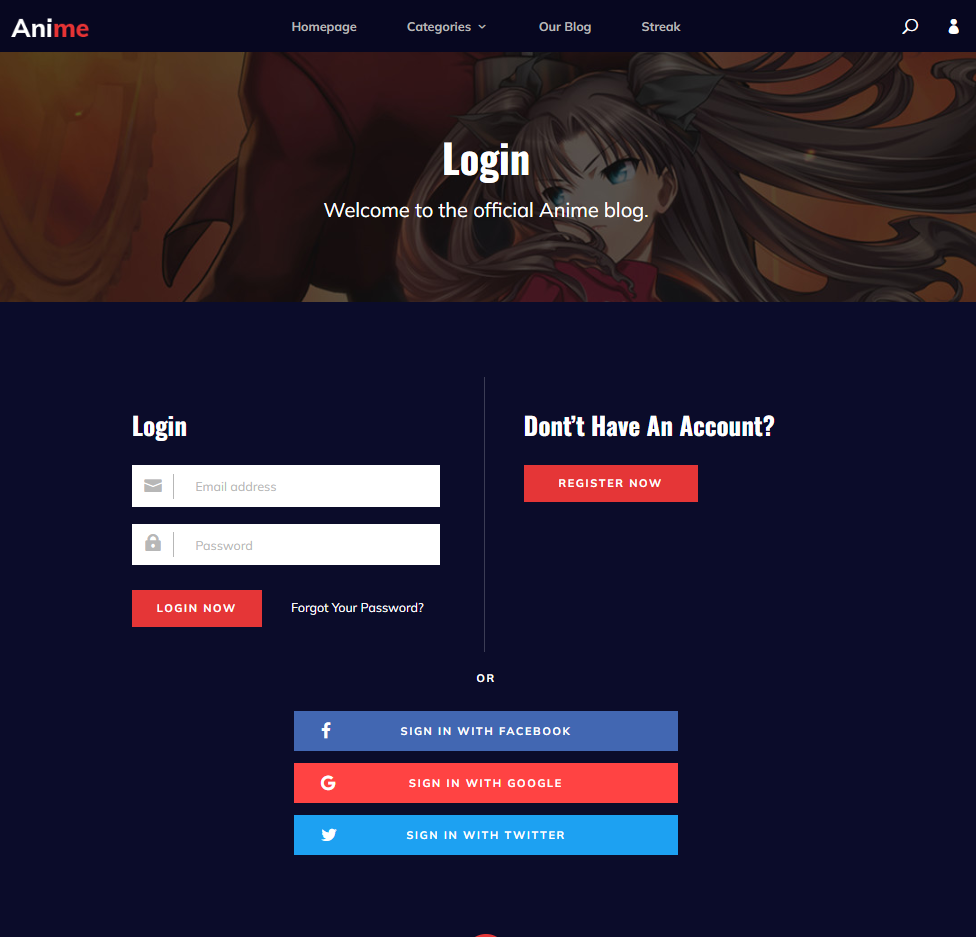 Anime
Homepage
Categories
Our Blog
Streak
Login
Welcome to the official Anime blog.
Login
Email address
Password
LOGIN NOW
Forgot Your Password?
Dont’t Have An Account?
REGISTER NOW
OR
SIGN IN WITH FACEBOOK
SIGN IN WITH GOOGLE
SIGN IN WITH TWITTER